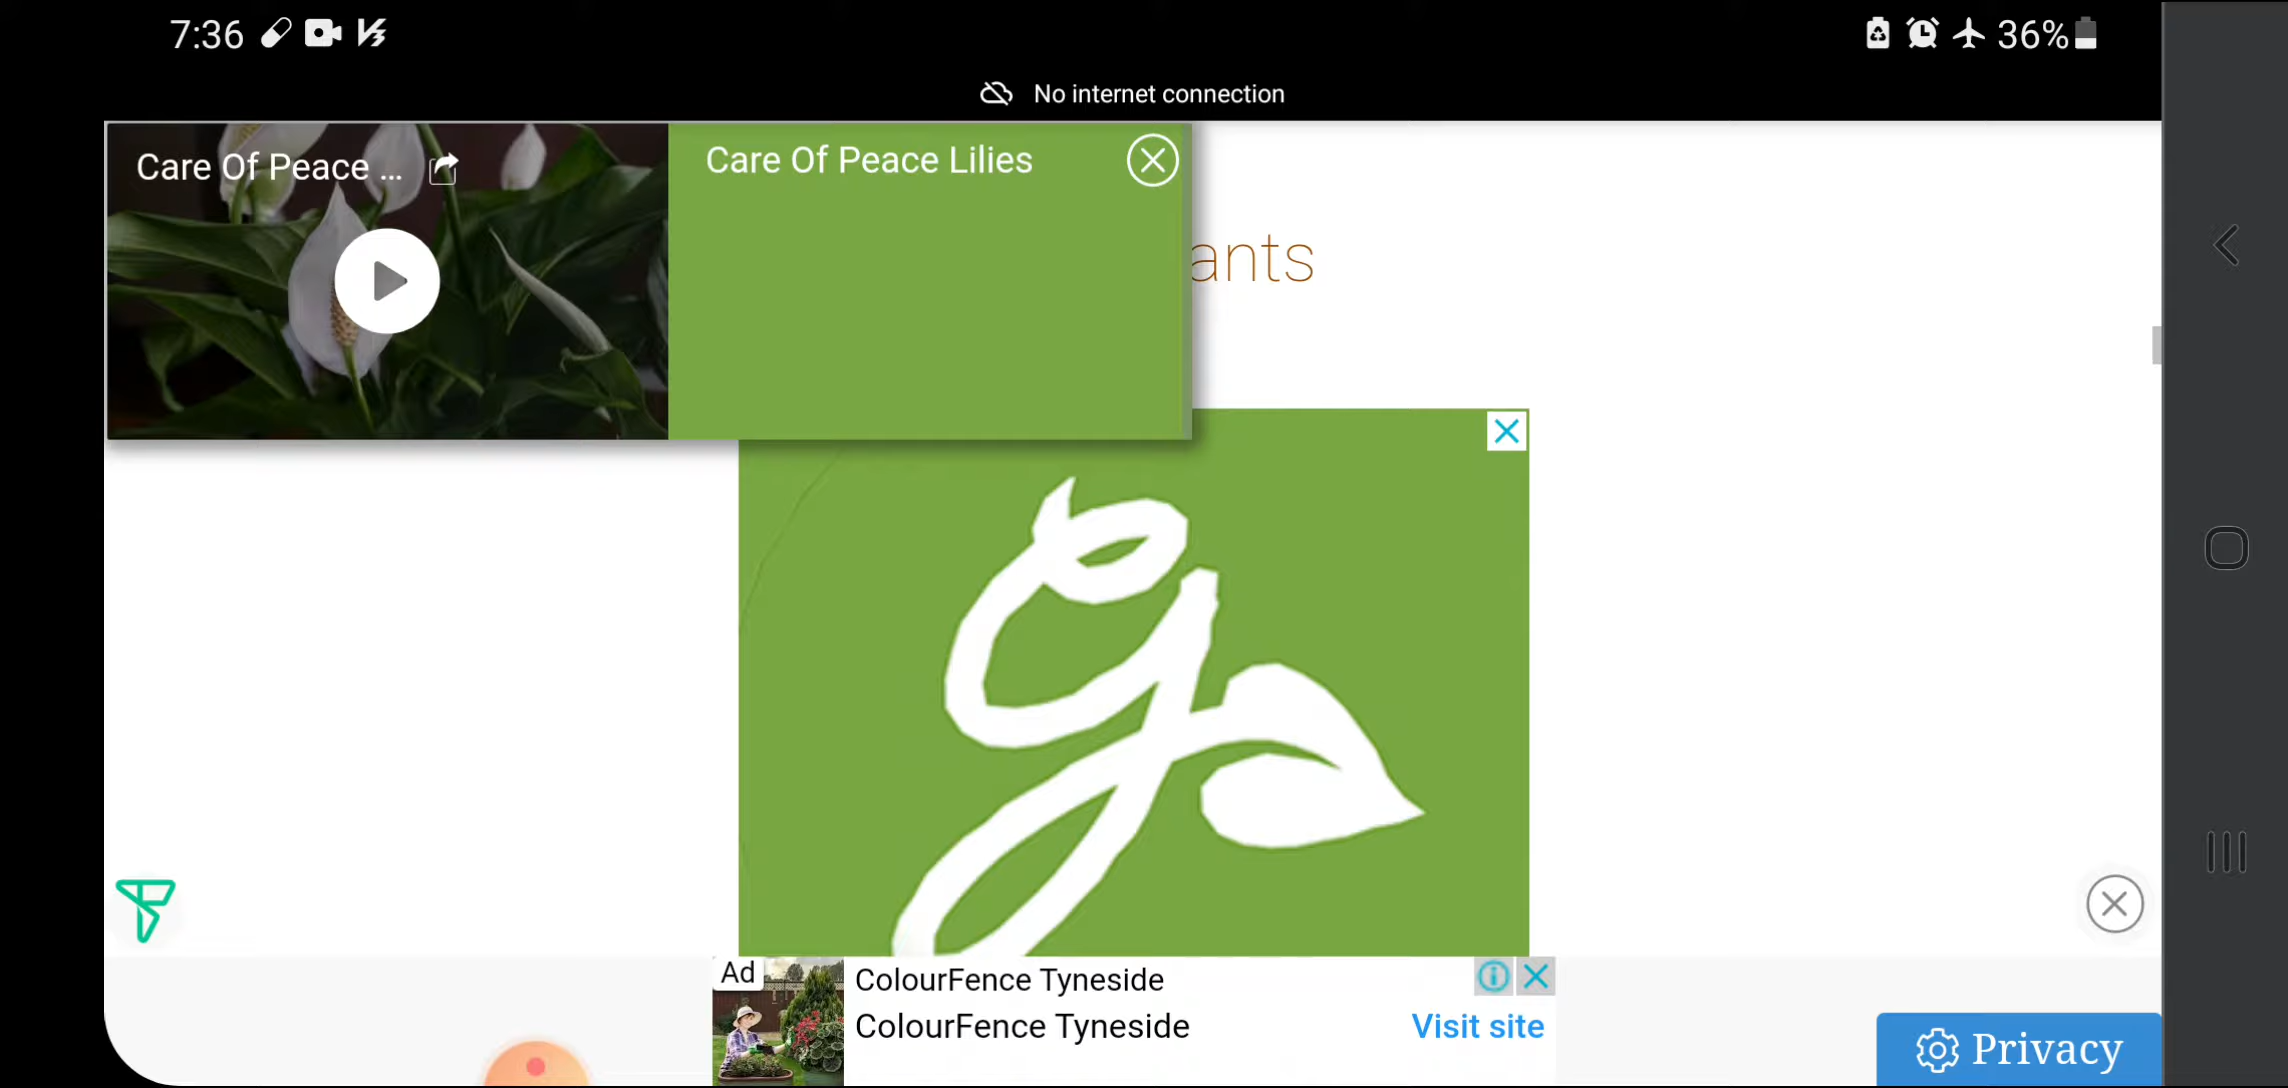 7:36
36%
No internet connection
Care Of Peace ...
Care Of Peace Lilies
ants
Ad
ColourFence Tyneside
ColourFence Tyneside
Visit site
Privacy